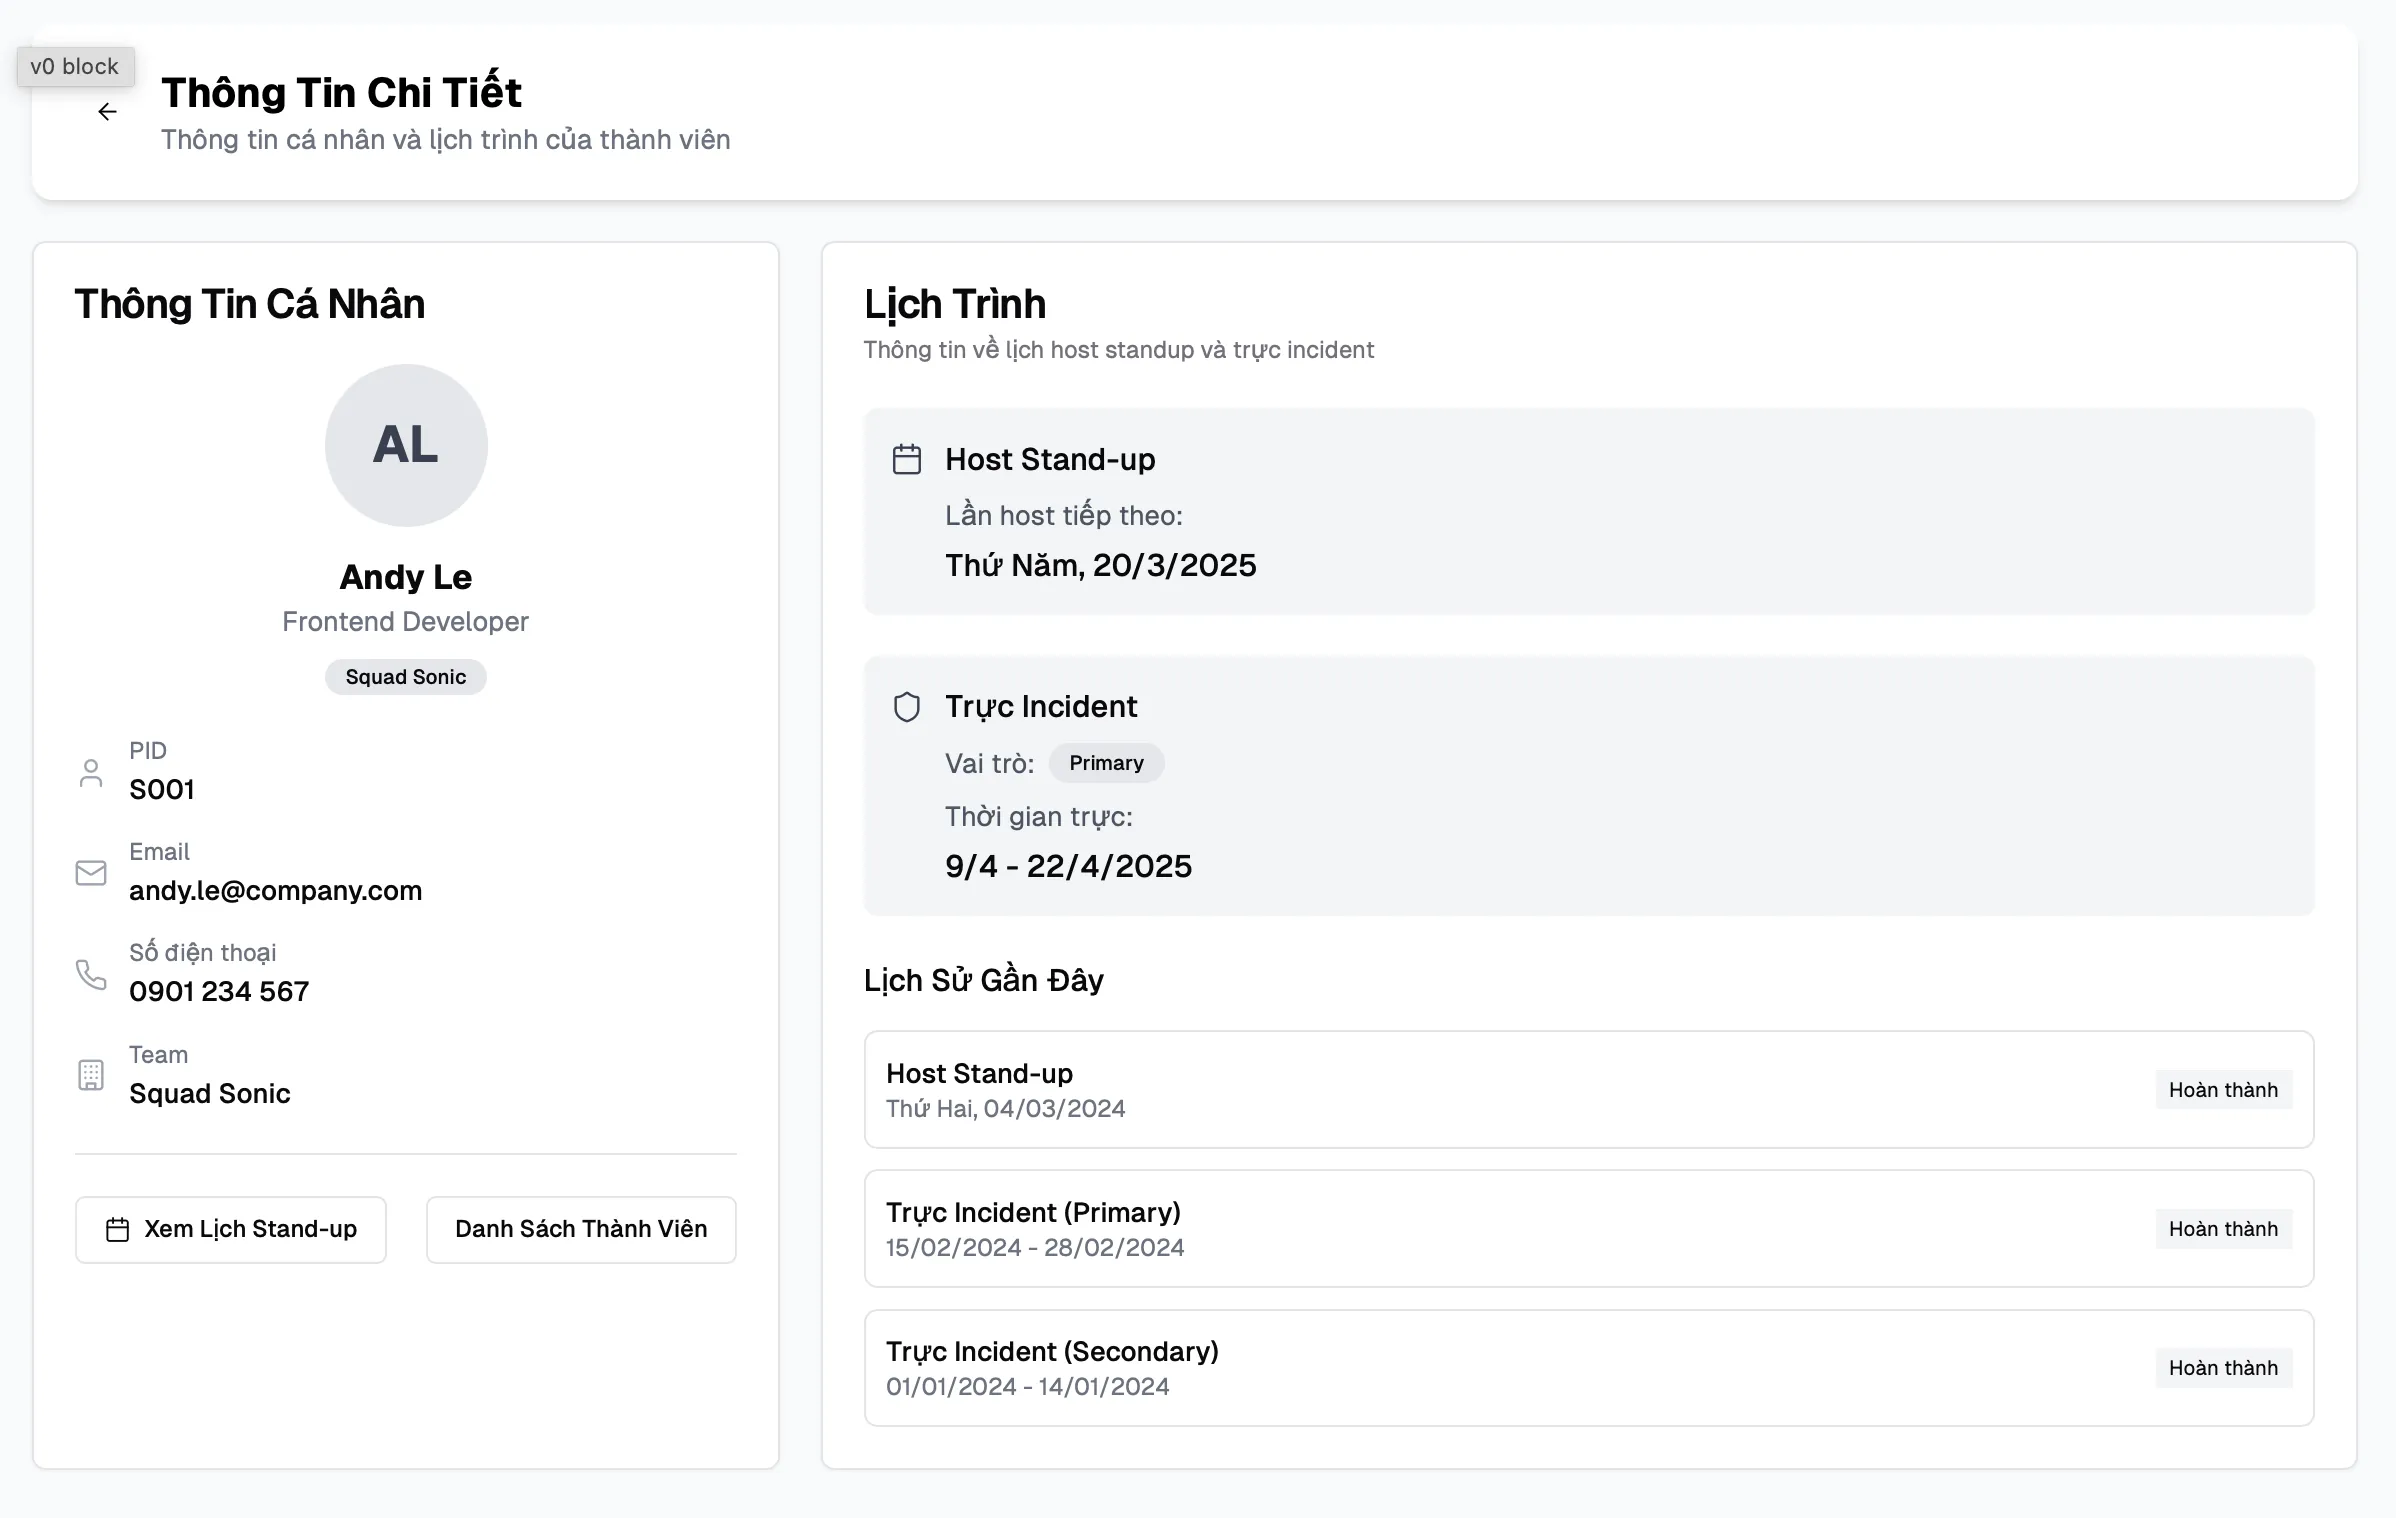 v0 block
Thông Tin Chi Tiết
Thông tin cá nhân và lịch trình của thành viên
Thông Tin Cá Nhân
AL
Andy Le
Frontend Developer
Squad Sonic
PID
S001
Email
andy.le@company.com
Số điện thoại
0901 234 567
Team
Squad Sonic
Xem Lịch Stand-up
Danh Sách Thành Viên
Lịch Trình
Thông tin về lịch host standup và trực incident
Host Stand-up
Lần host tiếp theo:
Thứ Năm, 20/3/2025
Trực Incident
Vai trò: Primary
Thời gian trực:
9/4 - 22/4/2025
Lịch Sử Gần Đây
Host Stand-up
Thứ Hai, 04/03/2024
Hoàn thành
Trực Incident (Primary)
15/02/2024 - 28/02/2024
Hoàn thành
Trực Incident (Secondary)
01/01/2024 - 14/01/2024
Hoàn thành